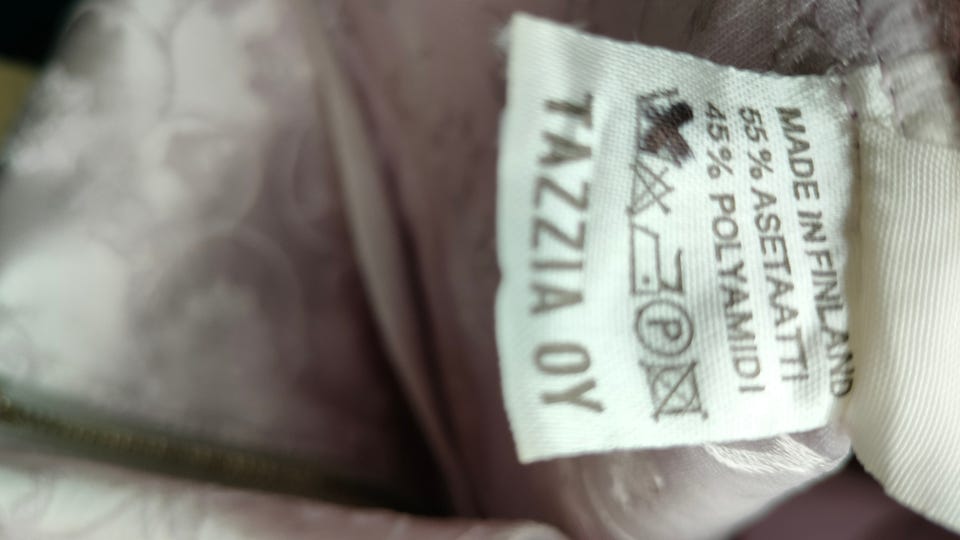 MADE IN FINLAND
55 % ASETAATTI
45 % POLYAMIDI
P
TAZZIA OY